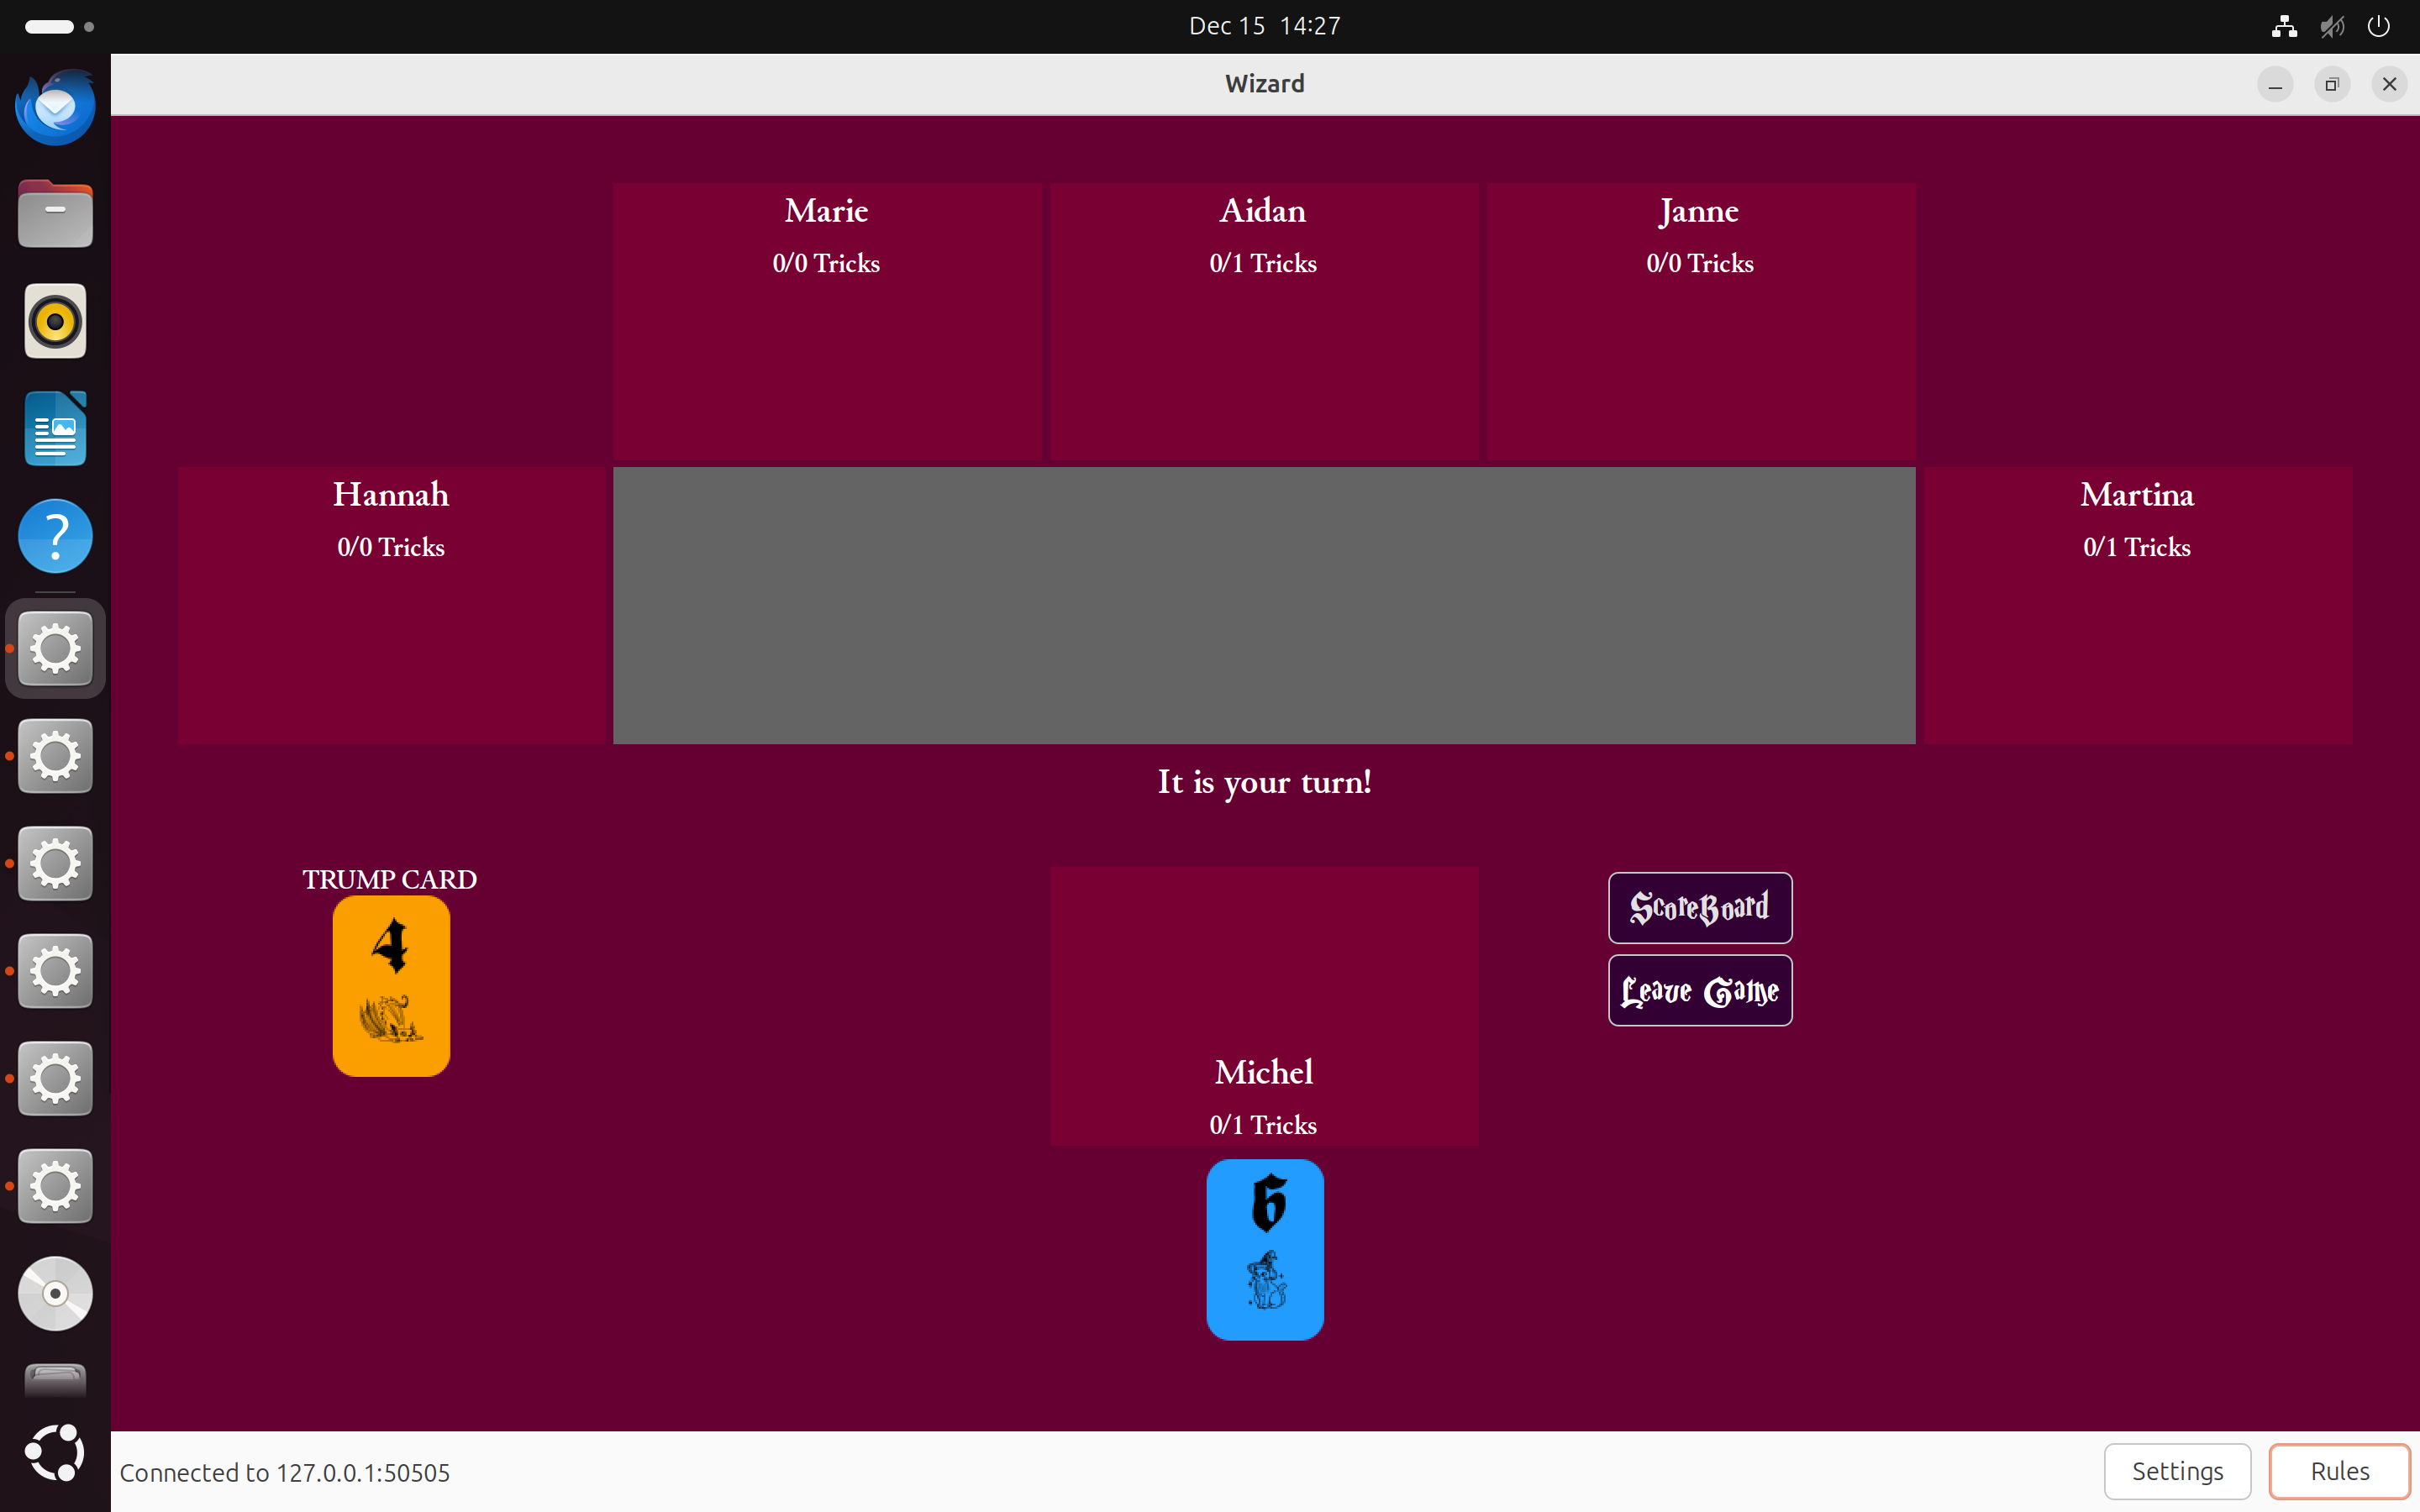 Dec 15 14:27
Wizard
Marie
0/0 Tricks
Aidan
0/1 Tricks
Janne
0/0 Tricks
Hannah
0/0 Tricks
Martina
0/1 Tricks
It is your turn!
TRUMP CARD
4
ScoreBoard
Leave Game
Michel
0/1 Tricks
6
Connected to 127.0.0.1:50505
Settings
Rules